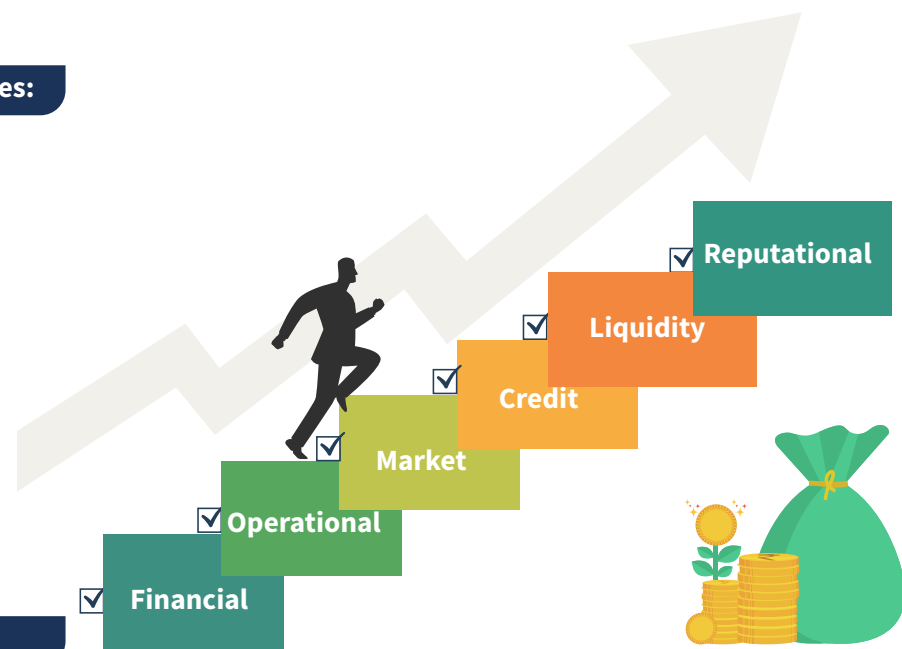 es:
Reputational
Liquidity
Credit
Market
Operational
Financial